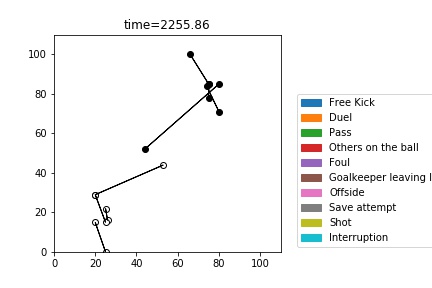 time=2255.86
100
80
60
40
20
0
0 20 40 60 80 100
Free Kick
Duel
Pass
Others on the ball
Foul
Goalkeeper leaving l
Offside
Save attempt
Shot
Interruption